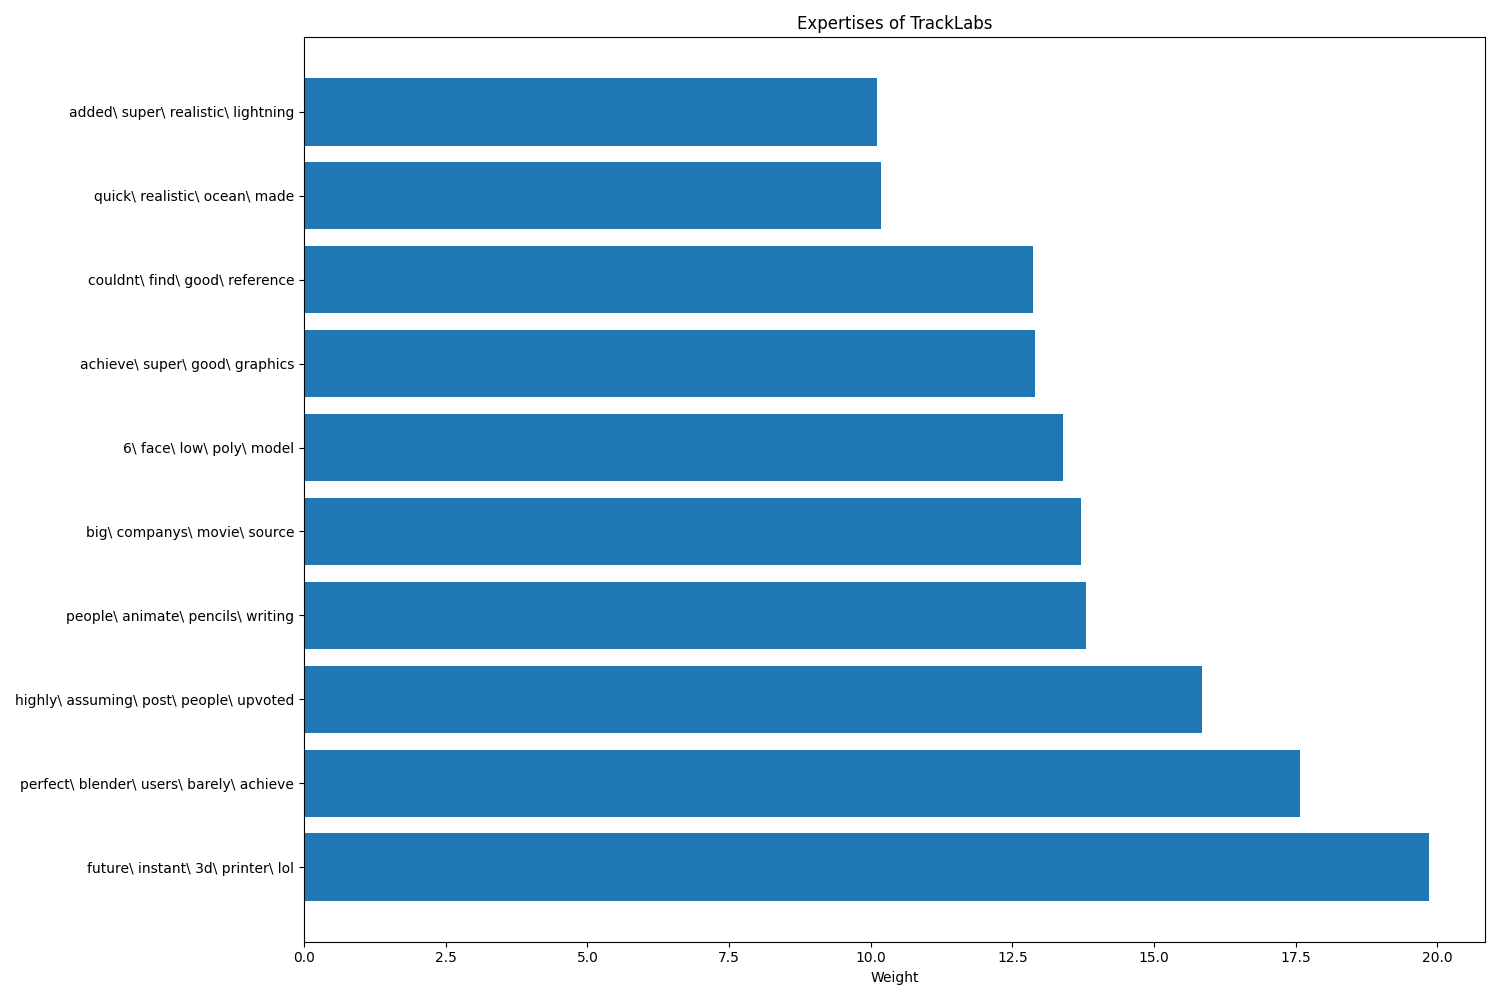 Expertises of TrackLabs
added\ super\ realistic\ lightning
quick\ realistic\ ocean\ made
couldnt\ find\ good\ reference
achieve\ super\ good\ graphics
6\ face\ low\ poly\ model
big\ companys\ movie\ source
people\ animate\ pencils\ writing
highly\ assuming\ post\ people\ upvoted
perfect\ blender\ users\ barely\ achieve
future\ instant\ 3d\ printer\ lol
0.0 2.5 5.0 7.5 10.0 12.5 15.0 17.5 20.0
Weight